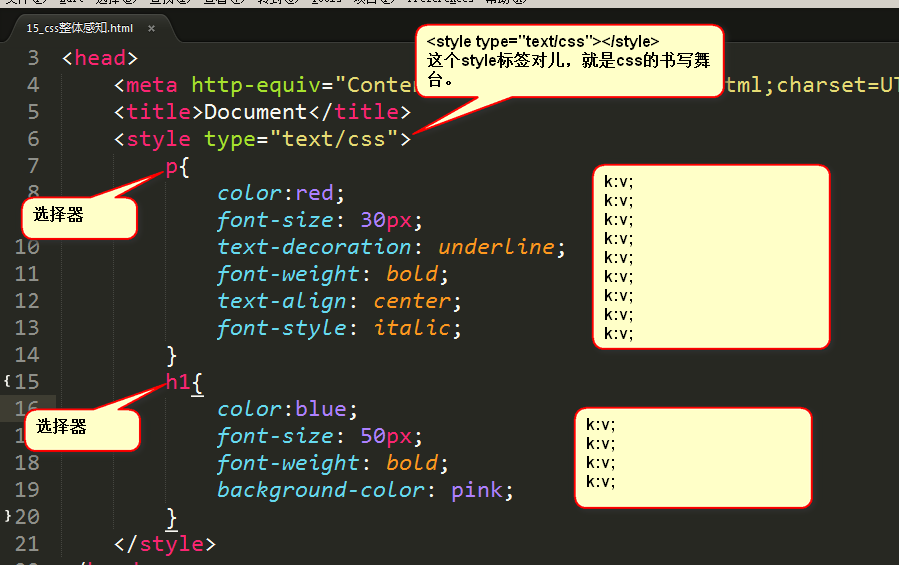 15_css整体感知.html ×
<style type="text/css"></style>
这个style标签对儿，就是css的书写舞
台。
3 <head>
4 <meta http-equiv="Conten tml;charset=UT
5 <title>Document</title>
6 <style type="text/css">
7 p{
8 color:red;
选择器
font-size: 30px;
10 text-decoration: underline;
11 font-weight: bold;
12 text-align: center;
13 font-style: italic;
14 }
k:v;
k:v;
k:v;
k:v;
k:v;
k:v;
k:v;
k:v;
k:v;
15 h1{
16 color:blue;
选择器
font-size: 50px;
18 font-weight: bold;
19 background-color: pink;
20 }
21 </style>
k:v;
k:v;
k:v;
k:v;